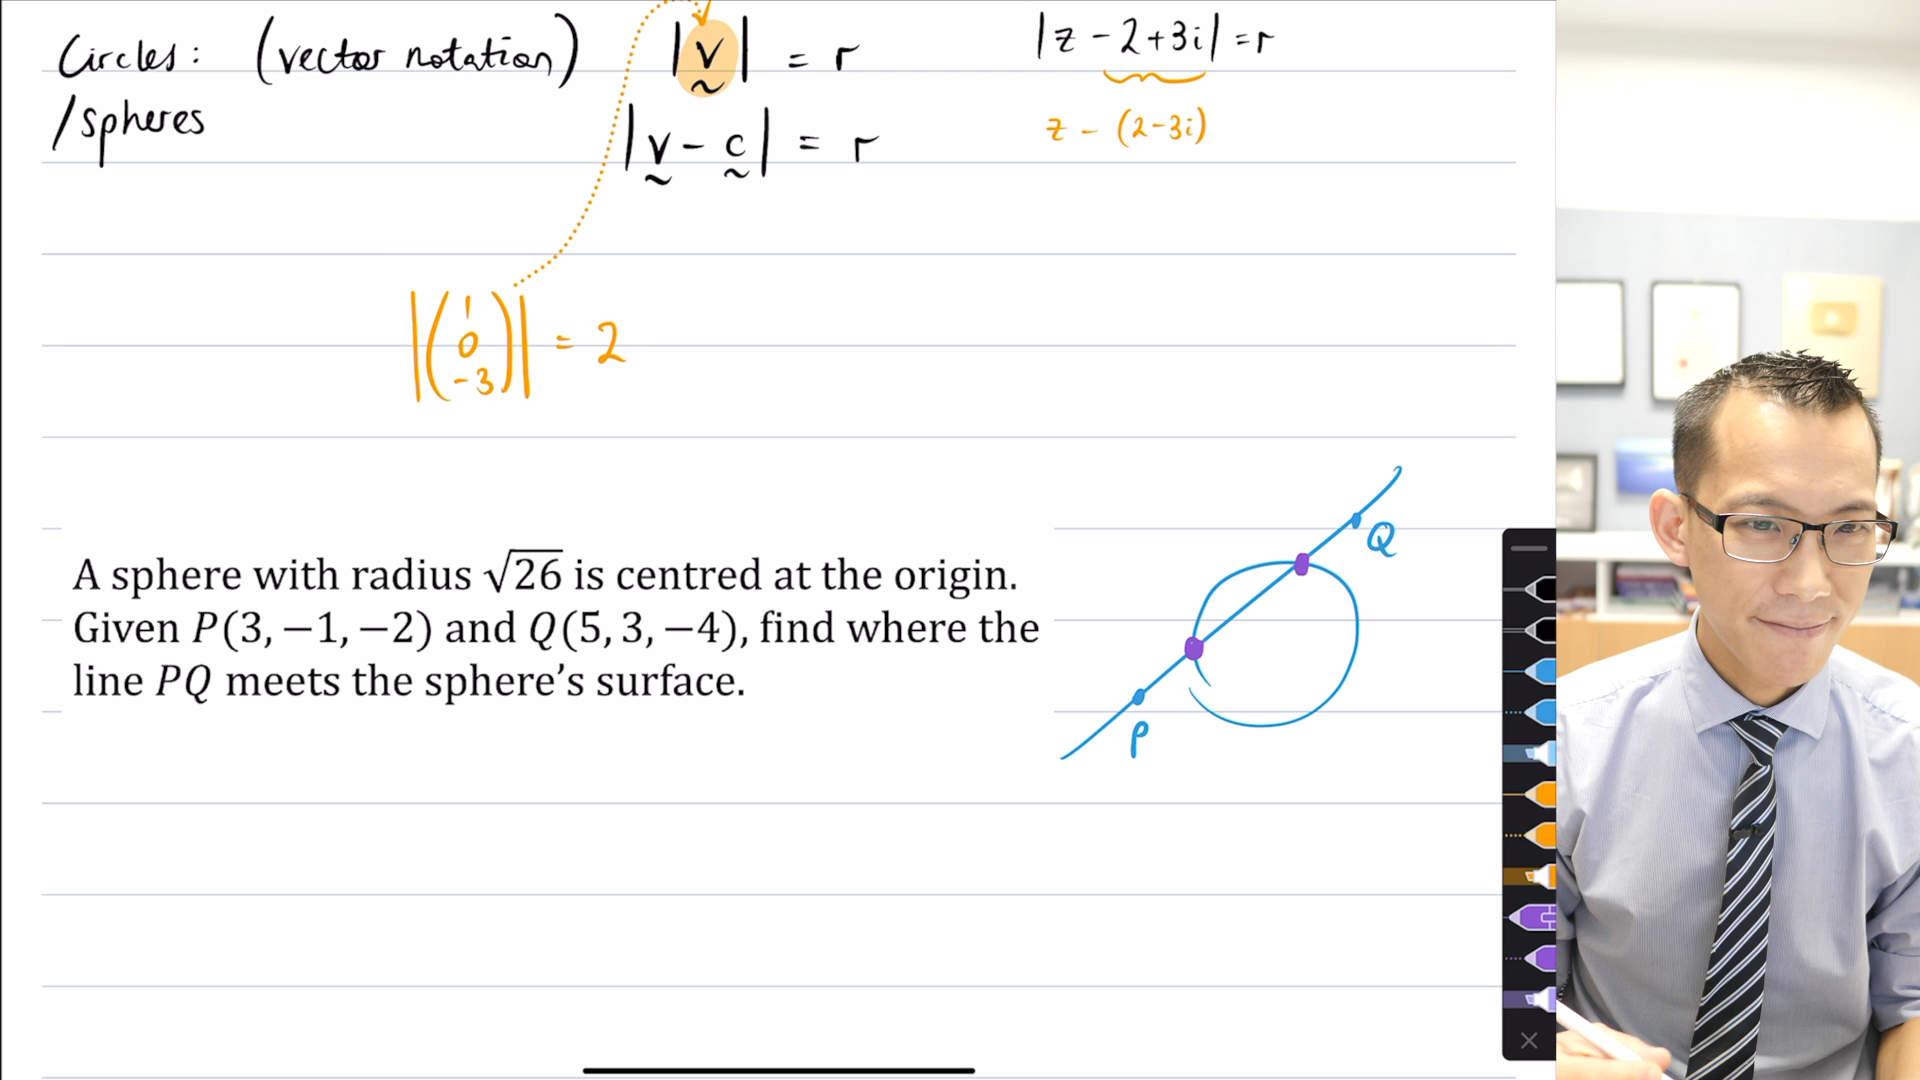 Circles: (vector notation) |v| = r |z - 2+3i| = r
/spheres |v - c| = r z - (2-3i)
|(1 0 -3)| = 2
Q
A sphere with radius √26 is centred at the origin.
Given P(3, −1, −2) and Q(5, 3, −4), find where the
line PQ meets the sphere’s surface.
P